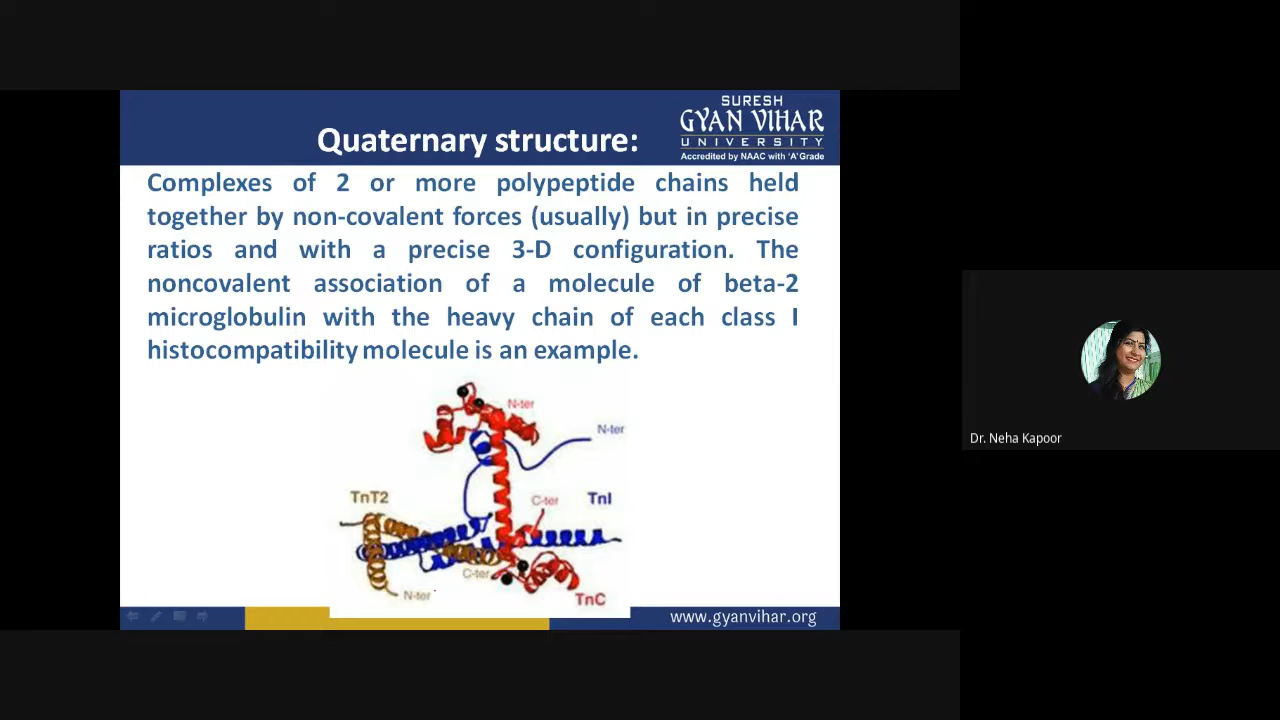 SURESH
GYAN VIHAR
UNIVERSITY
Accredited by NAAC with 'A' Grade
Quaternary structure:
Complexes of 2 or more polypeptide chains held
together by non-covalent forces (usually) but in precise
ratios and with a precise 3-D configuration. The
noncovalent association of a molecule of beta-2
microglobulin with the heavy chain of each class I
histocompatibility molecule is an example.
N-ter
N-ter
TnT2
C-ter
TnI
C-ter
N-ter
TnC
www.gyanvihar.org
Dr. Neha Kapoor